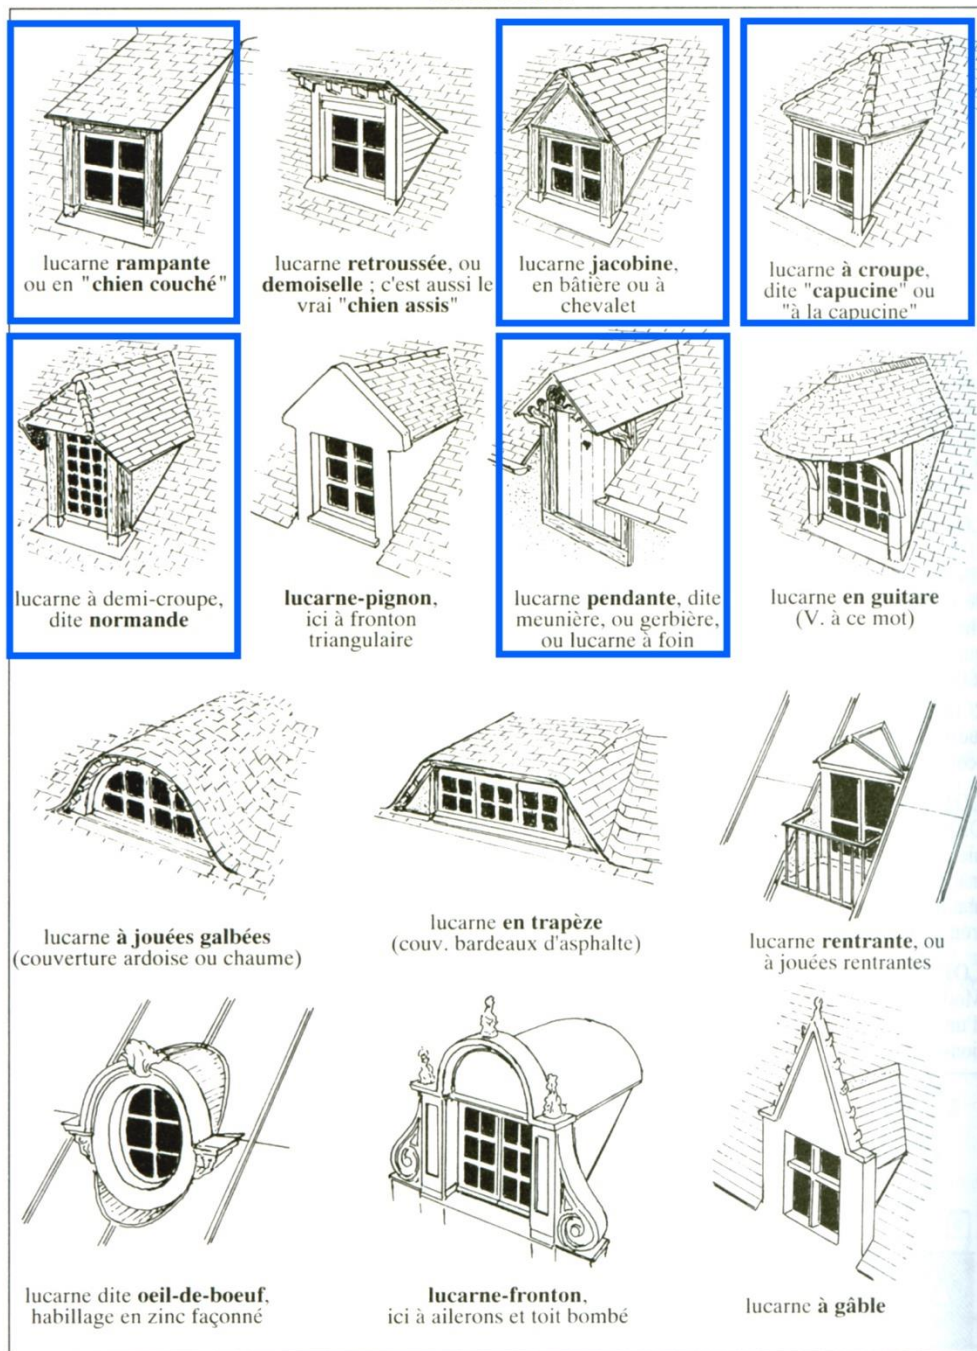 lucarne rampante
ou en "chien couché"
lucarne retroussée, ou
demoiselle ; c'est aussi le
vrai "chien assis"
lucarne jacobine,
en bâtière ou à
chevalet
lucarne à croupe,
dite "capucine" ou
"à la capucine"
lucarne à demi-croupe,
dite normande
lucarne-pignon,
ici à fronton
triangulaire
lucarne pendante, dite
meunière, ou gerbière,
ou lucarne à foin
lucarne en guitare
(V. à ce mot)
lucarne à jouées galbées
(couverture ardoise ou chaume)
lucarne en trapèze
(couv. bardeaux d'asphalte)
lucarne rentrante, ou
à jouées rentrantes
lucarne dite oeil-de-boeuf,
habillage en zinc façonné
lucarne-fronton,
ici à ailerons et toit bombé
lucarne à gâble